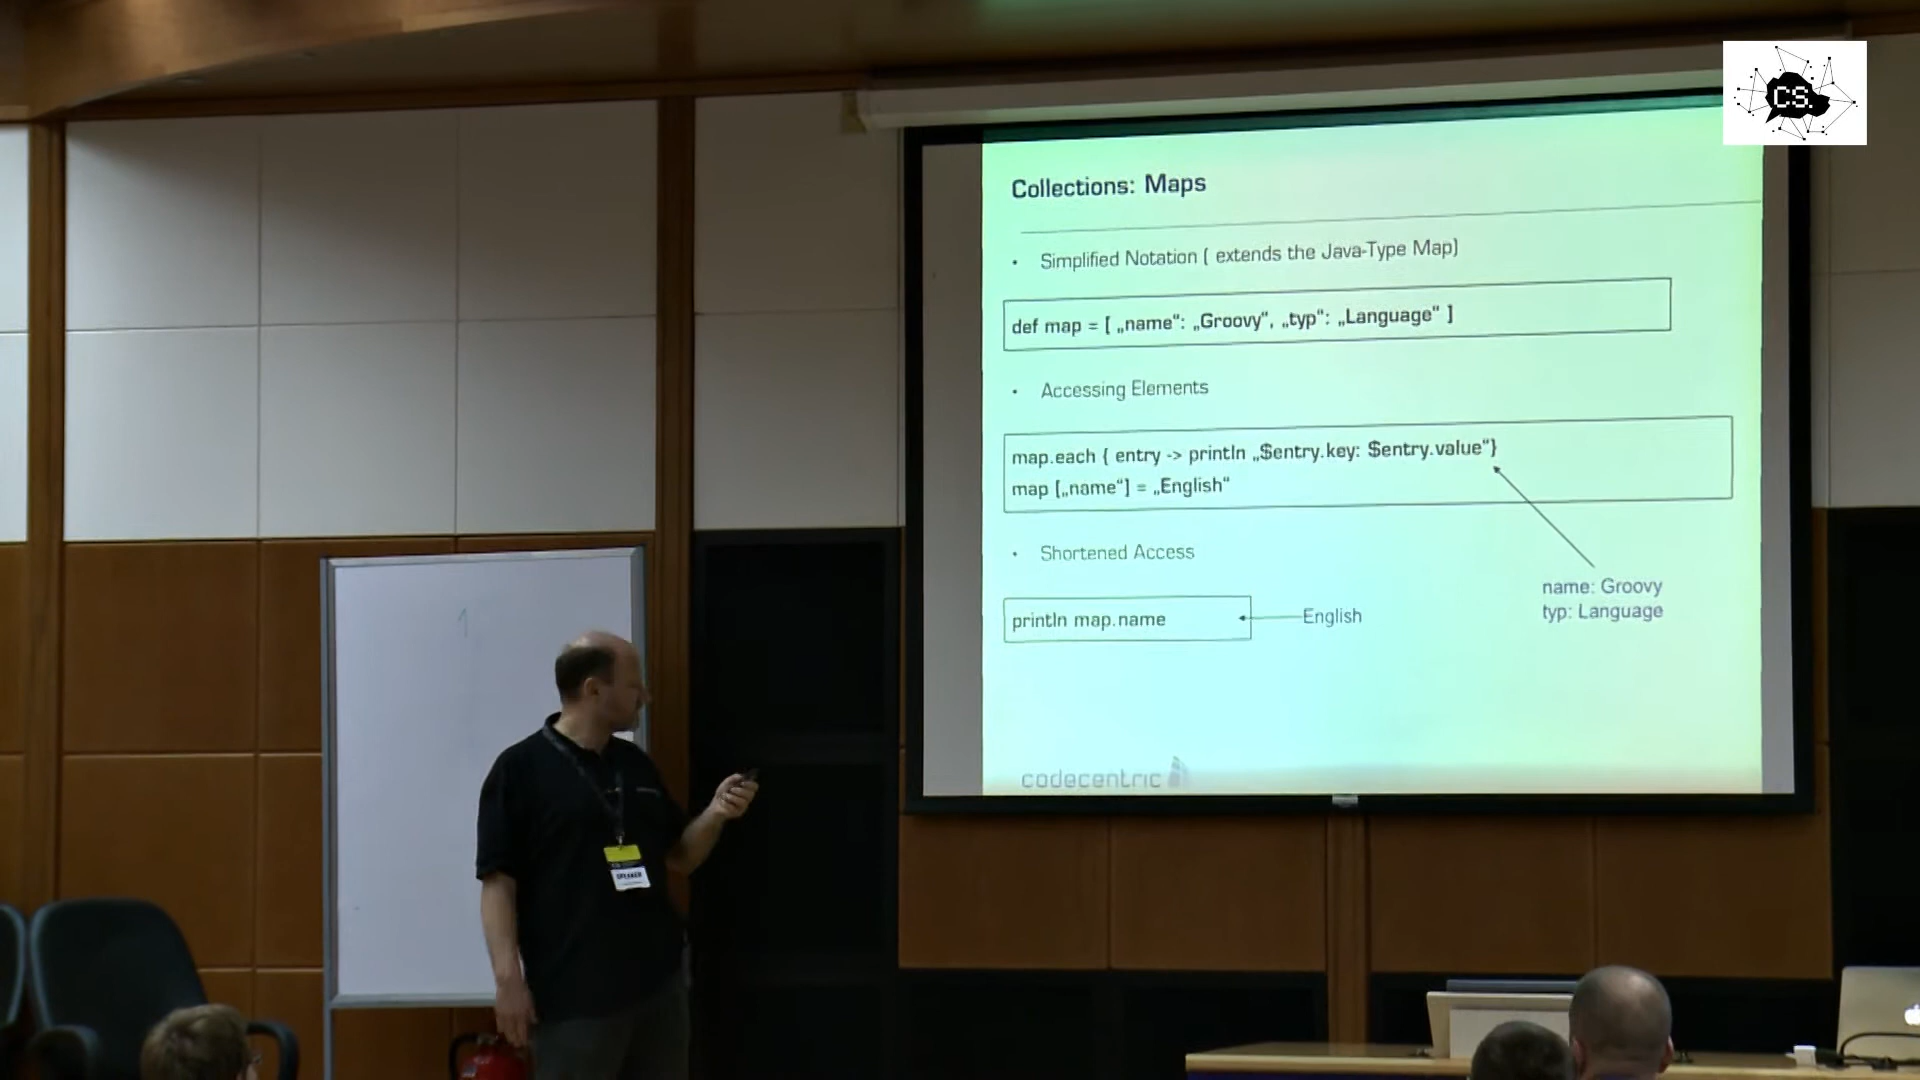 CS.
Collections: Maps
• Simplified Notation ( extends the Java-Type Map)
def map = [ „name“: „Groovy“, „typ“: „Language“ ]
• Accessing Elements
map.each { entry -> println „$entry.key: $entry.value“}
map [„name“] = „English“
name: Groovy
typ: Language
• Shortened Access
println map.name
English
codecentric
1
SPEAKER